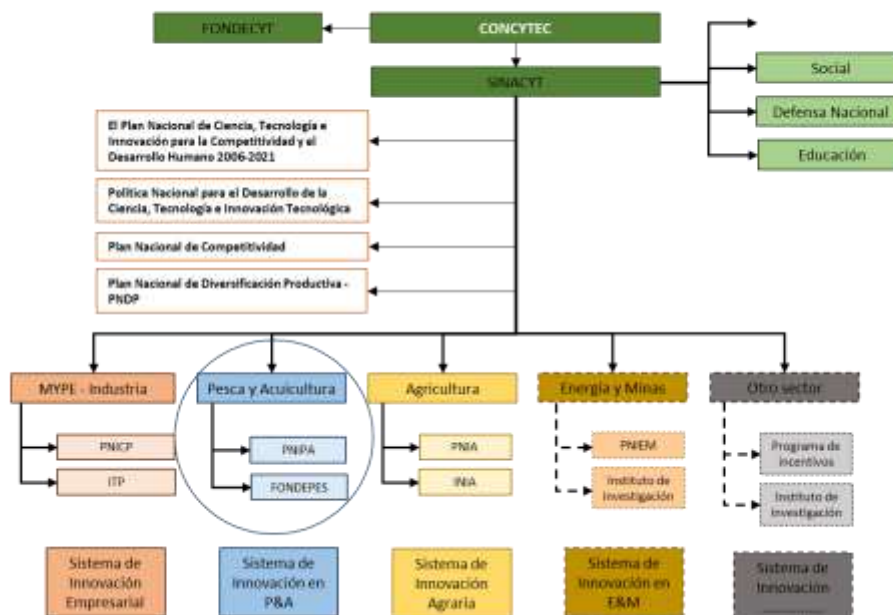 FONDECYT
CONCYTEC
SINACYT
Social
Defensa Nacional
Educación
El Plan Nacional de Ciencia, Tecnología e
Innovación para la Competitividad y el
Desarrollo Humano 2006-2021
Política Nacional para el Desarrollo de la
Ciencia, Tecnología e Innovación Tecnológica
Plan Nacional de Competitividad
Plan Nacional de Diversificación Productiva -
PNDP
MYPE - Industria
Pesca y Acuicultura
Agricultura
Energía y Minas
Otro sector
PNICP
PNIPA
PNIA
PNIEM
Programa de
incentivos
ITP
FONDEPES
INIA
Instituto de
investigación
Instituto de
investigación
Sistema de
Innovación
Empresarial
Sistema de
Innovación en
P&A
Sistema de
Innovación
Agraria
Sistema de
Innovación en
E&M
Sistema de
Innovación